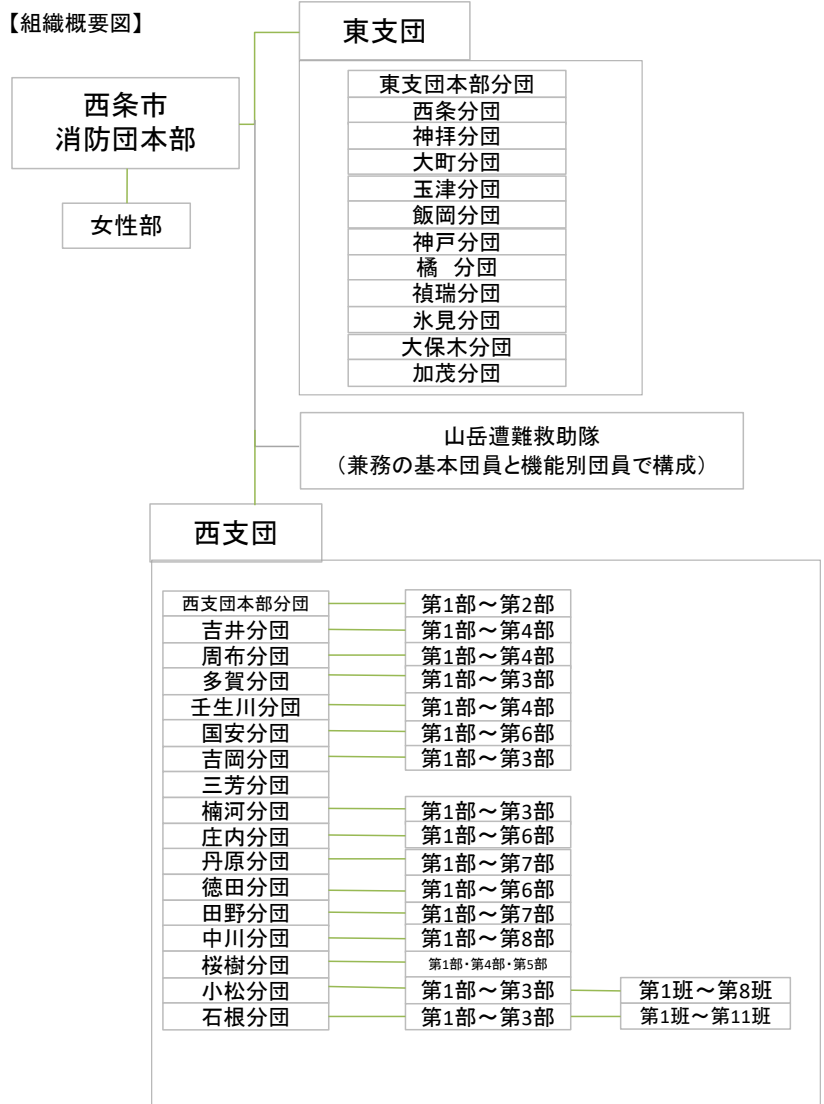 【組織概要図】
東支団
西条市
消防団本部
女性部
東支団本部分団
西条分団
神拝分団
大町分団
玉津分団
飯岡分団
神戸分団
橘 分団
禎瑞分団
氷見分団
大保木分団
加茂分団
山岳遭難救助隊
（兼務の基本団員と機能別団員で構成）
西支団
西支団本部分団 第1部～第2部
吉井分団 第1部～第4部
周布分団 第1部～第4部
多賀分団 第1部～第3部
壬生川分団 第1部～第4部
国安分団 第1部～第6部
吉岡分団 第1部～第3部
三芳分団
楠河分団 第1部～第3部
庄内分団 第1部～第6部
丹原分団 第1部～第7部
徳田分団 第1部～第6部
田野分団 第1部～第7部
中川分団 第1部～第8部
桜樹分団 第1部・第4部・第5部
小松分団 第1部～第3部 第1班～第8班
石根分団 第1部～第3部 第1班～第11班